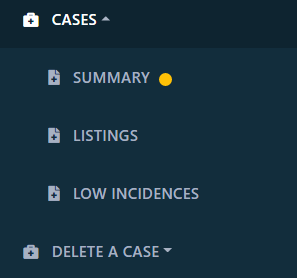 CASES
SUMMARY
LISTINGS
LOW INCIDENCES
DELETE A CASE